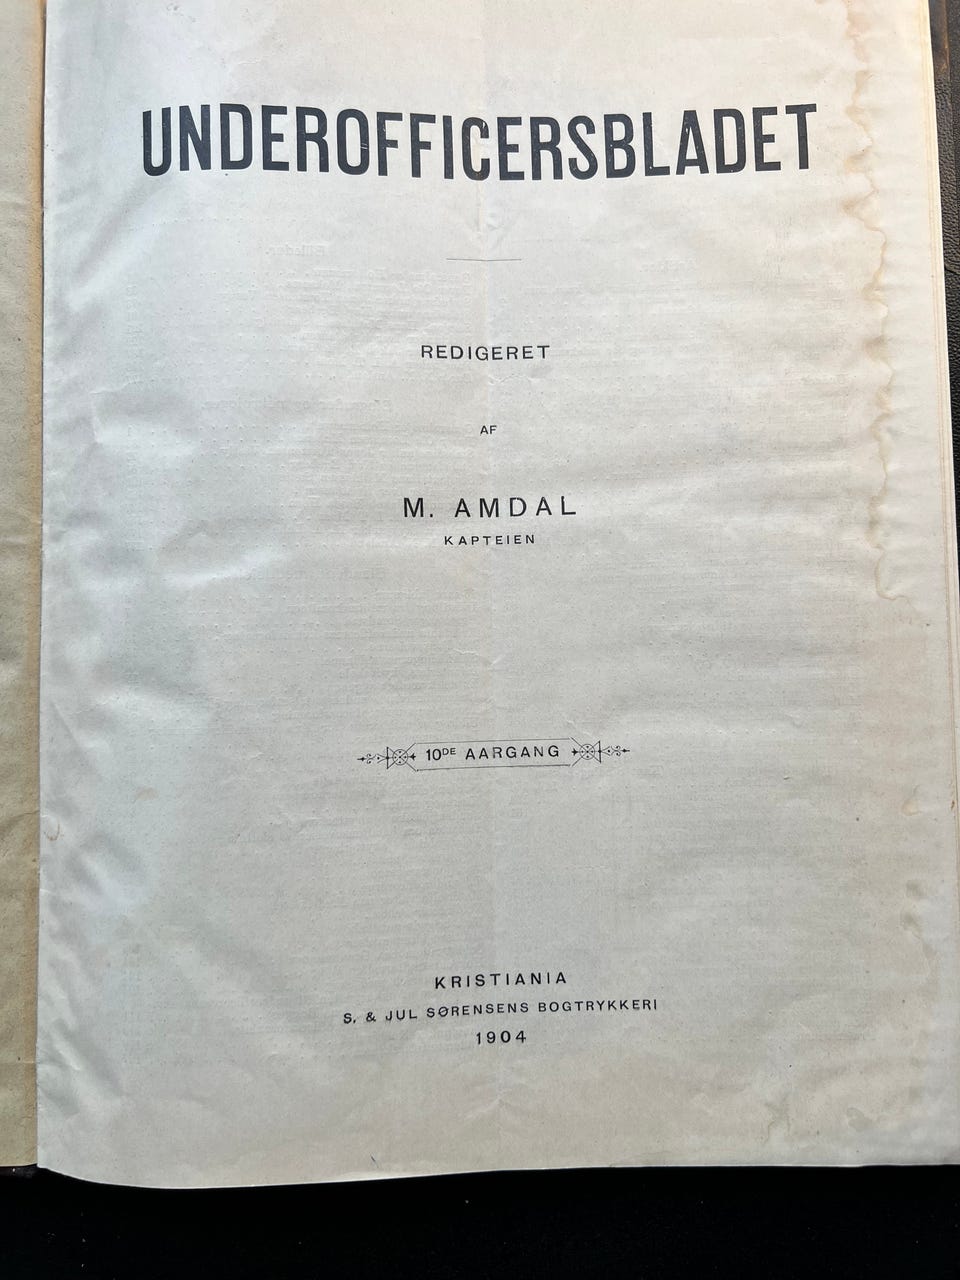 UNDEROFFICERSBLADET
REDIGERET
AF
M. AMDAL
KAPTEIEN
10DE AARGANG
KRISTIANIA
S. & JUL SØRENSENS BOGTRYKKERI
1904